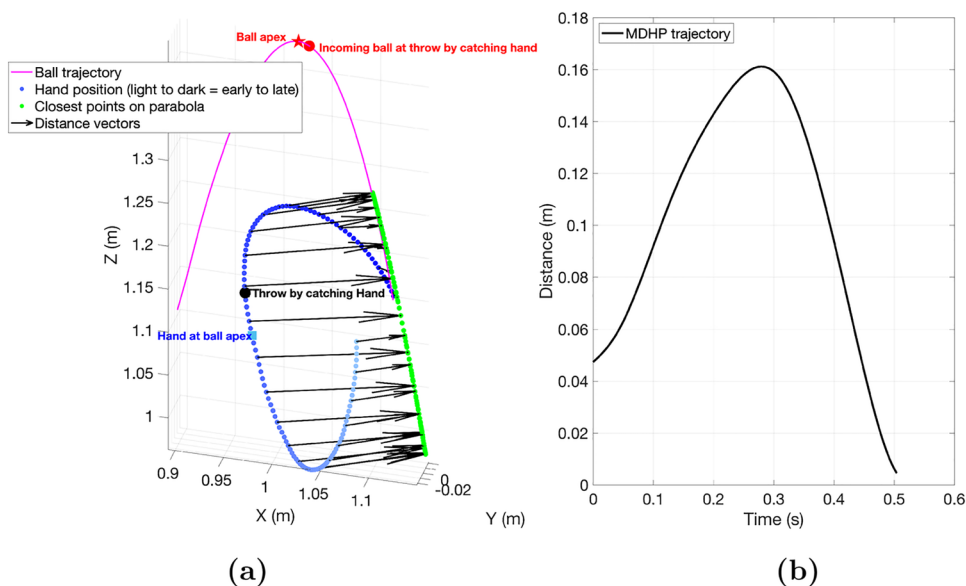 Ball apex
Incoming ball at throw by catching hand
Ball trajectory
Hand position (light to dark = early to late)
Closest points on parabola
Distance vectors
1.3
1.25
1.2
1.15
1.1
1.05
1
Z (m)
Throw by catching Hand
Hand at ball apex
0.9
0.95
1
1.05
1.1
X (m)
0
-0.02
Y (m)
(a)
0.18
0.16
0.14
0.12
0.1
0.08
0.06
0.04
0.02
0
Distance (m)
MDHP trajectory
0
0.1
0.2
0.3
0.4
0.5
0.6
Time (s)
(b)